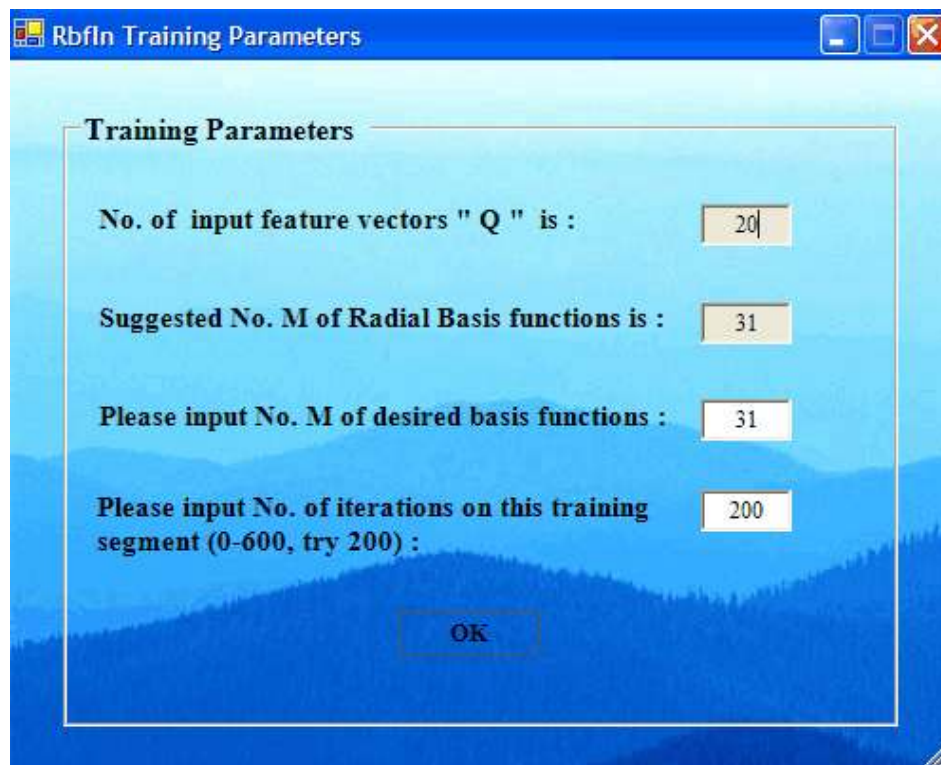 Rbfln Training Parameters
Training Parameters
No. of input feature vectors " Q " is : 20
Suggested No. M of Radial Basis functions is : 31
Please input No. M of desired basis functions : 31
Please input No. of iterations on this training 200
segment (0-600, try 200) :
OK